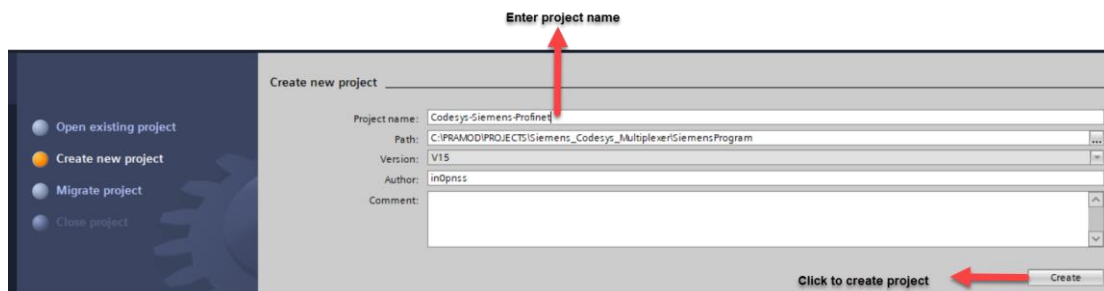 Enter project name
Create new project
Open existing project
Create new project
Migrate project
Close project
Project name: Codesys-Siemens-Profinet
Path: C:\PRAMOD\PROJECTS\Siemens_Codesys_Multiplexer\SiemensProgram ...
Version: V15
Author: in0pnss
Comment:
Click to create project
Create